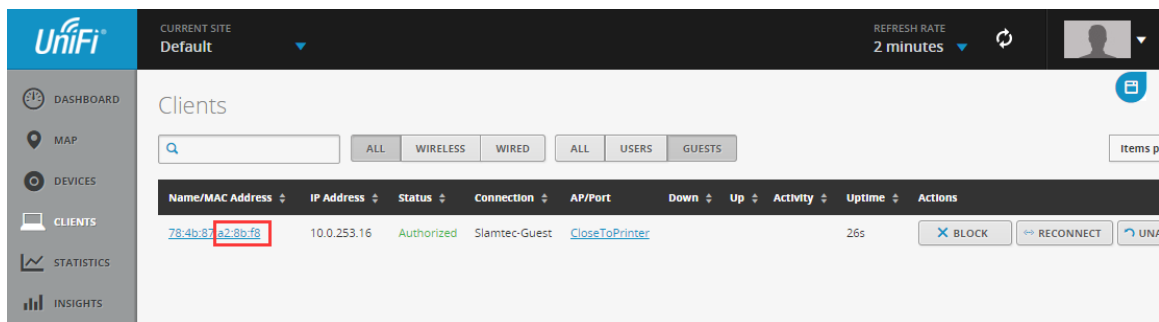 UniFi
CURRENT SITE
Default
REFRESH RATE
2 minutes
DASHBOARD
MAP
DEVICES
CLIENTS
STATISTICS
INSIGHTS
Clients
ALL WIRELESS WIRED ALL USERS GUESTS Items p
Name/MAC Address IP Address Status Connection AP/Port Down Up Activity Uptime Actions
78:4b:87:a2:8b:f8 10.0.253.16 Authorized Slamtec-Guest CloseToPrinter 26s BLOCK RECONNECT UNA